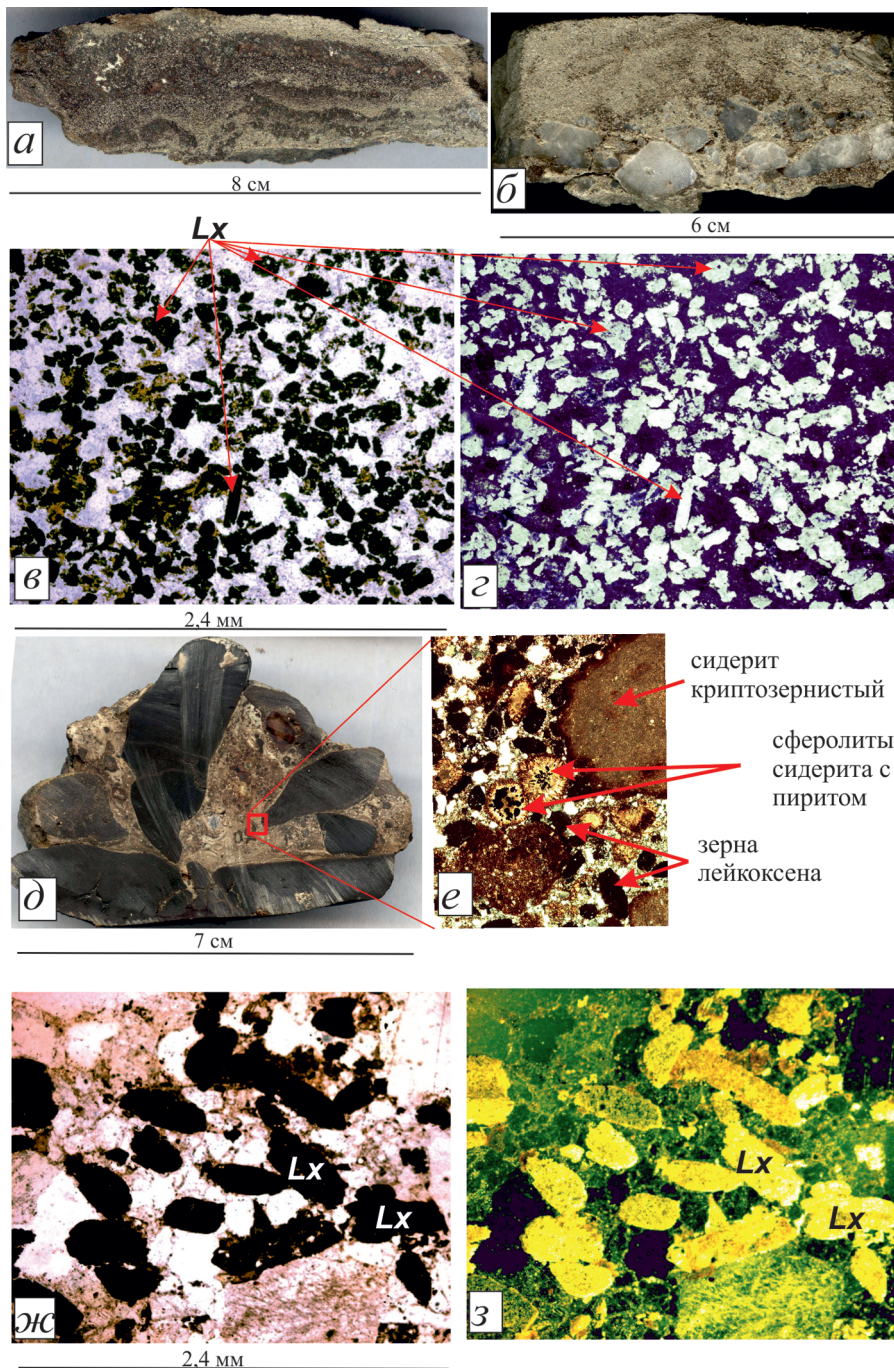 а
8 см
б
6 см
Lx
в
г
2,4 мм
д
7 см
е
сидерит
криптозернистый
сферолиты
сидерита с
пиритом
зерна
лейкоксена
ж
Lx
Lx
2,4 мм
з
Lx
Lx